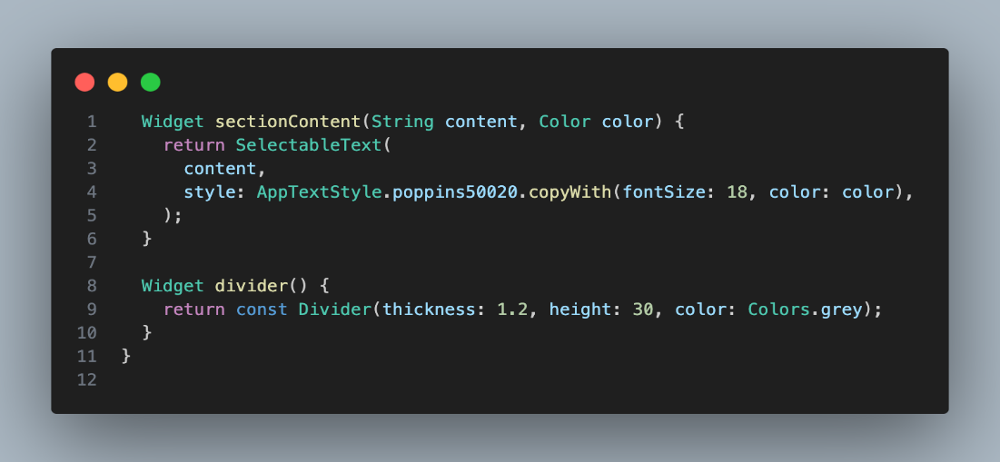 1 Widget sectionContent(String content, Color color) {
2 return SelectableText(
3 content,
4 style: AppTextStyle.poppins50020.copyWith(fontSize: 18, color: color),
5 );
6 }
7
8 Widget divider() {
9 return const Divider(thickness: 1.2, height: 30, color: Colors.grey);
10 }
11 }
12